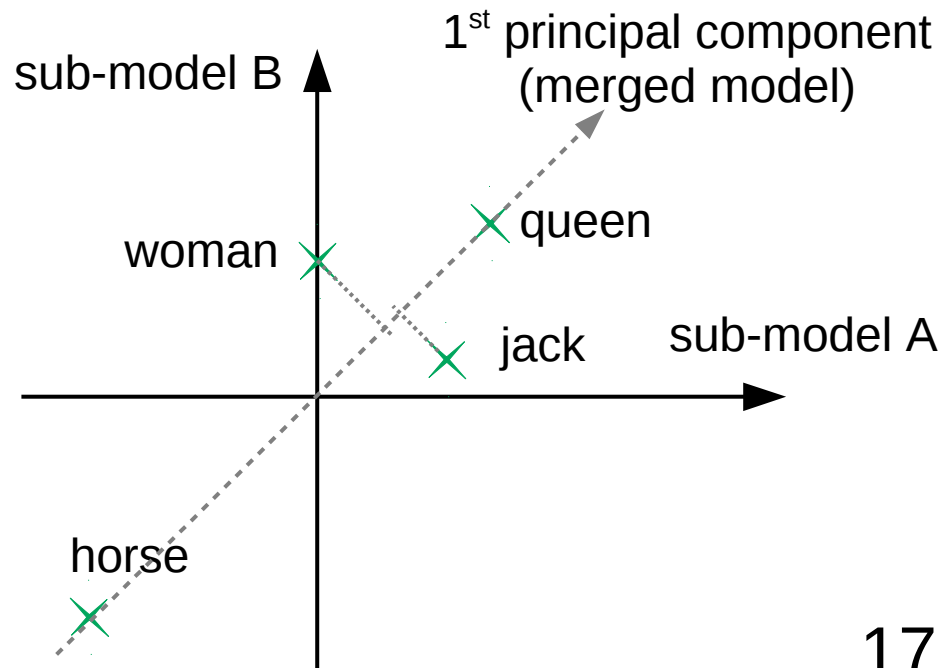 1st principal component
(merged model)
sub-model B
queen
woman
sub-model A
jack
horse
17